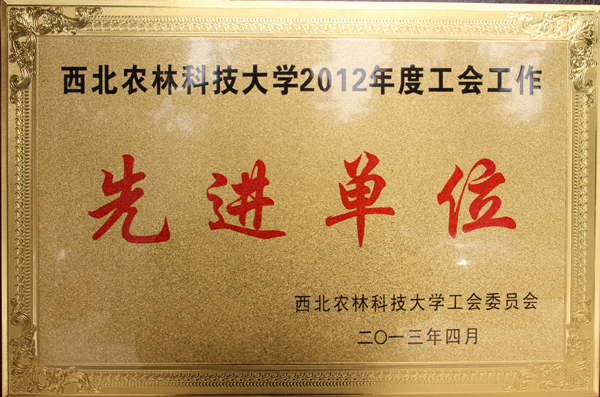 西北农林科技大学2012年度工会工作
先进单位
西北农林科技大学工会委员会
二〇一三年四月